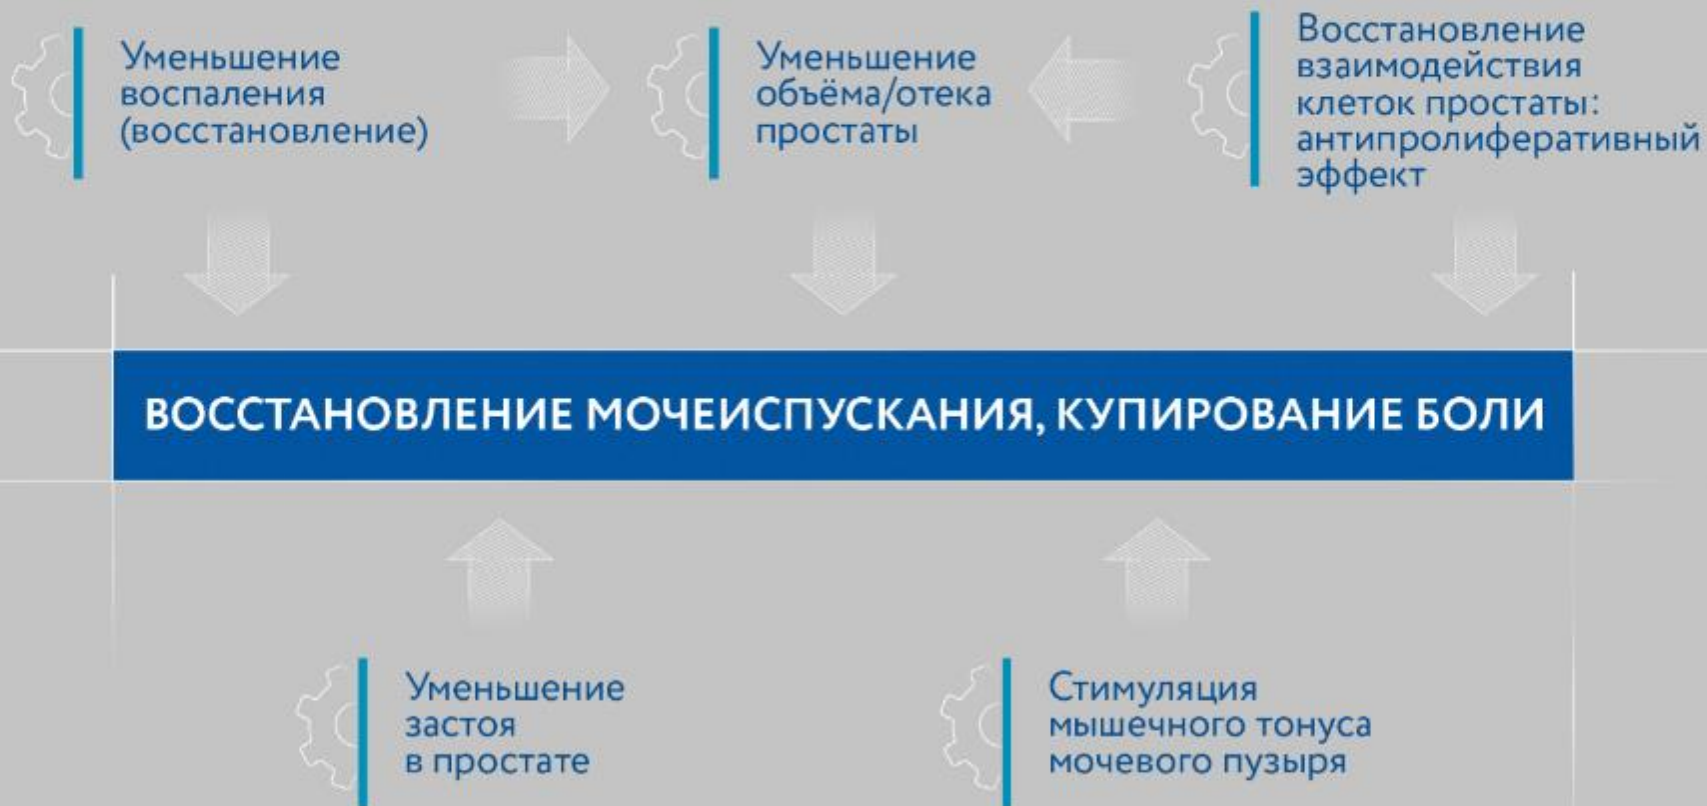 Уменьшение
воспаления
(восстановление)
Уменьшение
объёма/отека
простаты
Восстановление
взаимодействия
клеток простаты:
антипролиферативный
эффект
ВОССТАНОВЛЕНИЕ МОЧЕИСПУСКАНИЯ, КУПИРОВАНИЕ БОЛИ
Уменьшение
застоя
в простате
Стимуляция
мышечного тонуса
мочевого пузыря